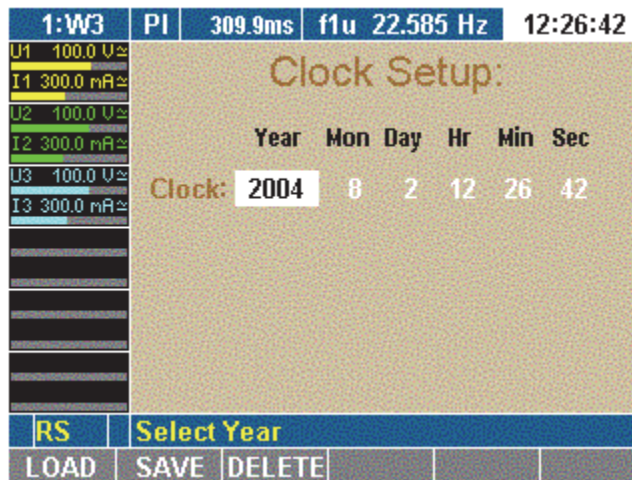 1:W3 PI 309.9ms f1u 22.585 Hz 12:26:42
U1 100.0 V≃
I1 300.0 mA≃
U2 100.0 V≃
I2 300.0 mA≃
U3 100.0 V≃
I3 300.0 mA≃
Clock Setup:
Year Mon Day Hr Min Sec
Clock: 2004 8 2 12 26 42
RS Select Year
LOAD SAVE DELETE